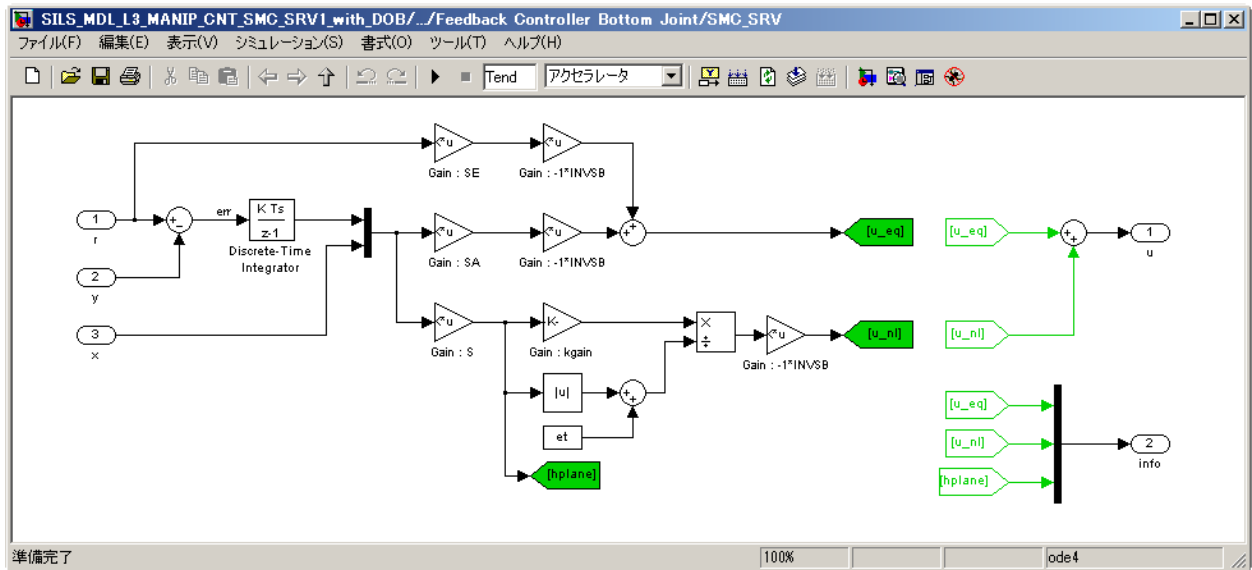 SILS_MDL_L3_MANIP_CNT_SMC_SRV1_with_DOB/.../Feedback Controller Bottom Joint/SMC_SRV
ファイル(F) 編集(E) 表示(V) シミュレーション(S) 書式(O) ツール(T) ヘルプ(H)
Tend アクセラレータ
u u
Gain : SE Gain : -1*INVSB
1 err K Ts
r z-1
Discrete-Time
Integrator
u u [u_eq] [u_eq] 1
Gain : SA Gain : -1*INVSB u
2
y
3
x
u K- × ÷ u [u_nl] [u_nl]
Gain : S Gain : kgain Gain : -1*INVSB
|u|
et
[hplane]
[u_eq]
[u_nl] 2
info
[hplane]
準備完了 100% ode4